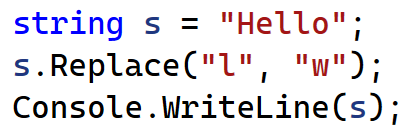 string s = "Hello";
s.Replace("l", "w");
Console.WriteLine(s);